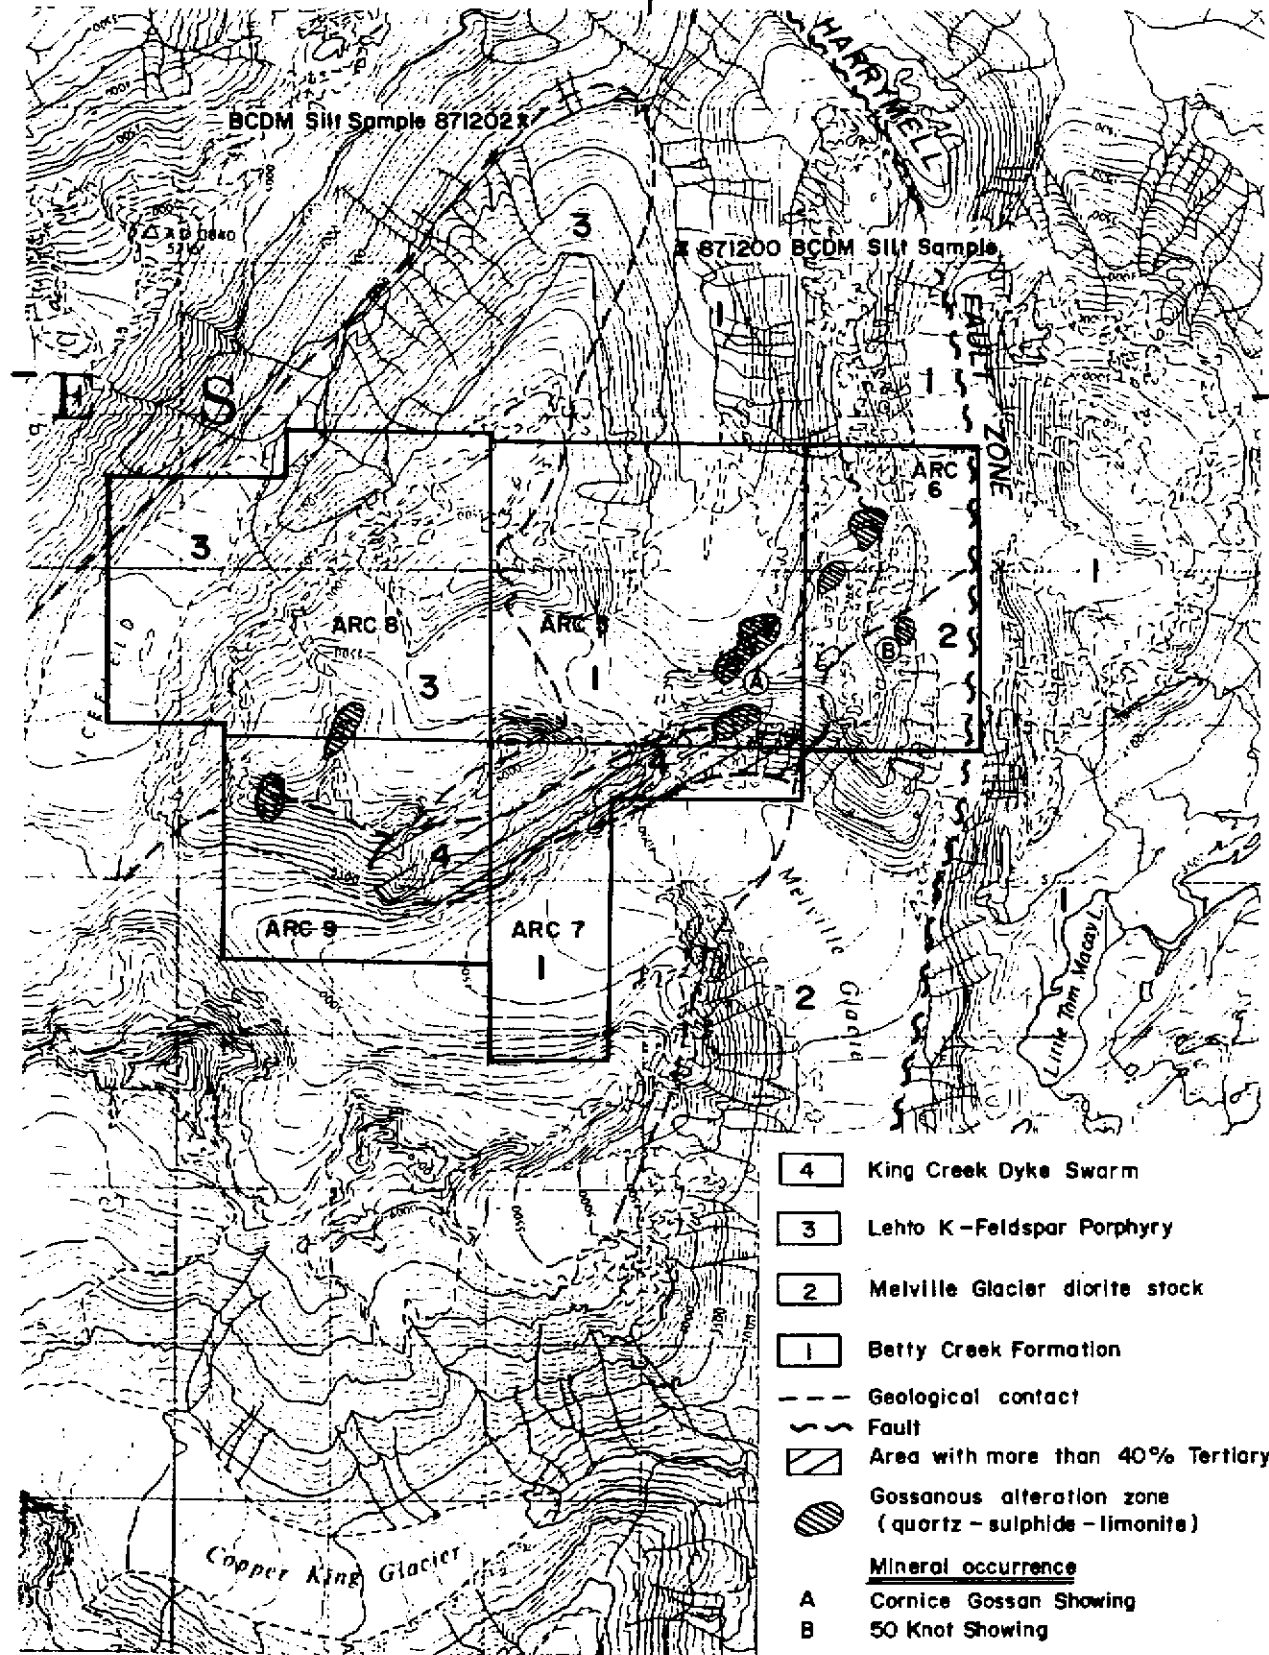 HARRYMELL
BCDM Silt Sample 871202 x
3
x 871200 BCDM Silt Sample
1
FAULT ZONE
1
E S
ARC
6
3
1
ARC 8
ARC 5
2
B
3
1
A
ICEFIELD
4
4
Melville Glacier
ARC 9
ARC 7
1
1
2
Little Tom Macay L.
4 King Creek Dyke Swarm
3 Lehto K-Feldspar Porphyry
2 Melville Glacier diorite stock
1 Betty Creek Formation
Geological contact
Fault
Area with more than 40% Tertiary
Gossanous alteration zone
(quartz-sulphide-limonite)
Mineral occurrence
A Cornice Gossan Showing
B 50 Knot Showing
Copper King Glacier